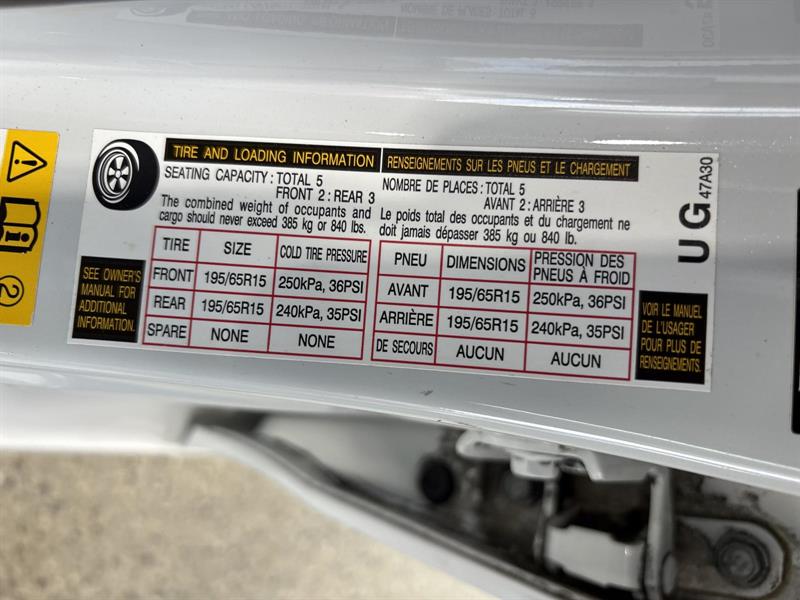 TIRE AND LOADING INFORMATION
SEATING CAPACITY : TOTAL 5
FRONT 2 : REAR 3
The combined weight of occupants and
cargo should never exceed 385 kg or 840 lbs.
TIRE SIZE COLD TIRE PRESSURE
FRONT 195/65R15 250kPa, 36PSI
REAR 195/65R15 240kPa, 35PSI
SPARE NONE NONE
SEE OWNER'S
MANUAL FOR
ADDITIONAL
INFORMATION.
RENSEIGNEMENTS SUR LES PNEUS ET LE CHARGEMENT
NOMBRE DE PLACES : TOTAL 5
AVANT 2 : ARRIÈRE 3
Le poids total des occupants et du chargement ne
doit jamais dépasser 385 kg ou 840 lb.
PNEU DIMENSIONS PRESSION DES
PNEUS À FROID
AVANT 195/65R15 250kPa, 36PSI
ARRIÈRE 195/65R15 240kPa, 35PSI
DE SECOURS AUCUN AUCUN
VOIR LE MANUEL
DE L'USAGER
POUR PLUS DE
RENSEIGNEMENTS.
UG
47A30
2